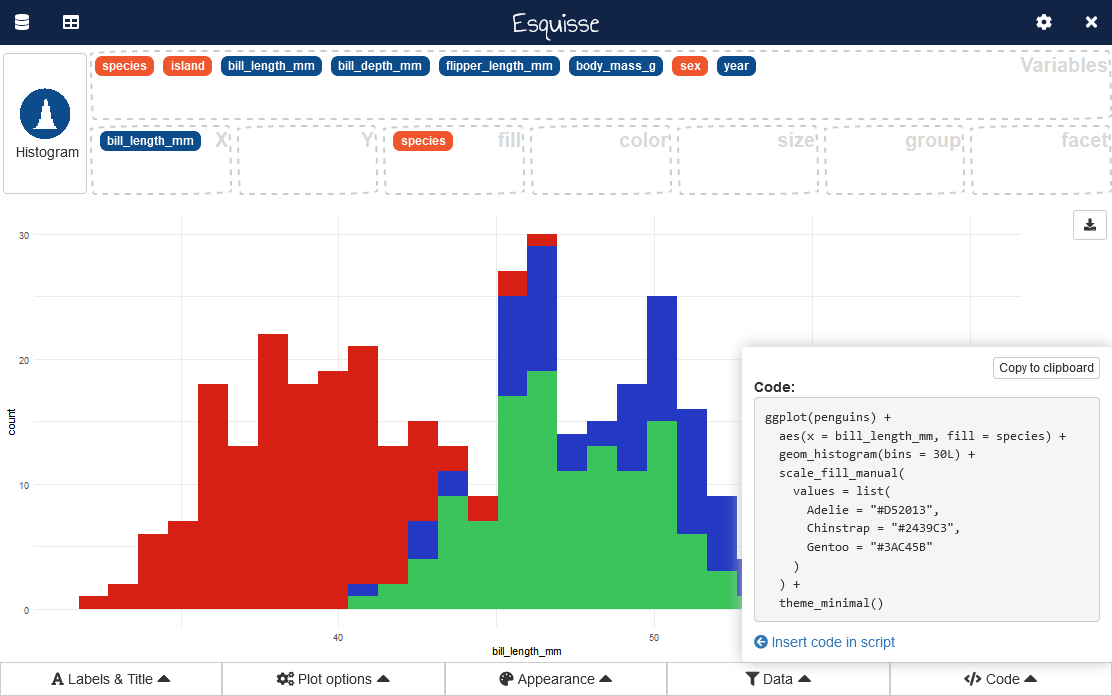 Esquisse
species island bill_length_mm bill_depth_mm flipper_length_mm body_mass_g sex year Variables
Histogram
bill_length_mm X Y species fill color size group facet
30
20
10
0
count
40 50
bill_length_mm
Copy to clipboard
Code:
ggplot(penguins) +
  aes(x = bill_length_mm, fill = species) +
  geom_histogram(bins = 30L) +
  scale_fill_manual(
    values = list(
      Adelie = "#D52013",
      Chinstrap = "#2439C3",
      Gentoo = "#3AC45B"
    )
  ) +
  theme_minimal()
Insert code in script
Labels & Title Plot options Appearance Data Code